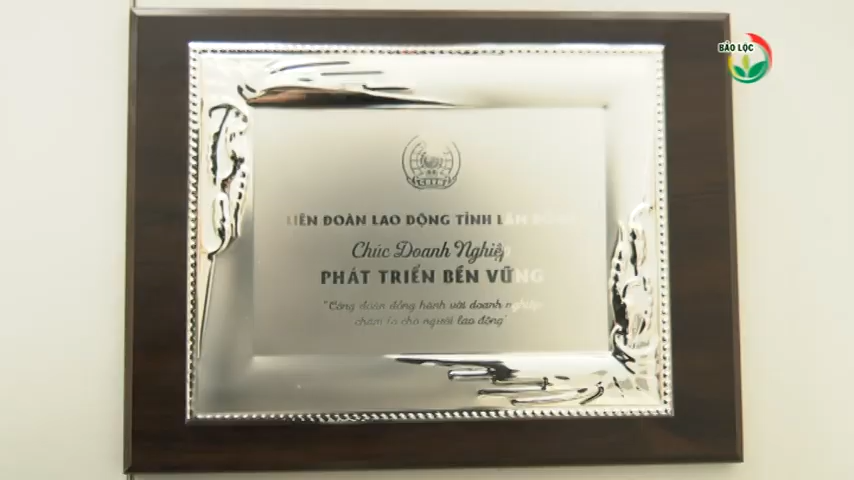 BẢO LỘC
LIÊN ĐOÀN LAO ĐỘNG TỈNH LÂM
Chúc Doanh Nghiệp
PHÁT TRIỂN BỀN VỮNG
"Công đoàn đồng hành với doanh nghiệp
chăm lo cho người lao động"